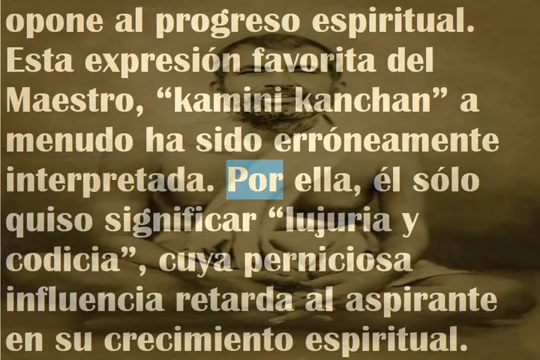 opone al progreso espiritual.
Esta expresión favorita del
Maestro, “kamini kanchan” a
menudo ha sido erróneamente
interpretada. Por ella, él sólo
quiso significar “lujuria y
codicia”, cuya perniciosa
influencia retarda al aspirante
en su crecimiento espiritual.